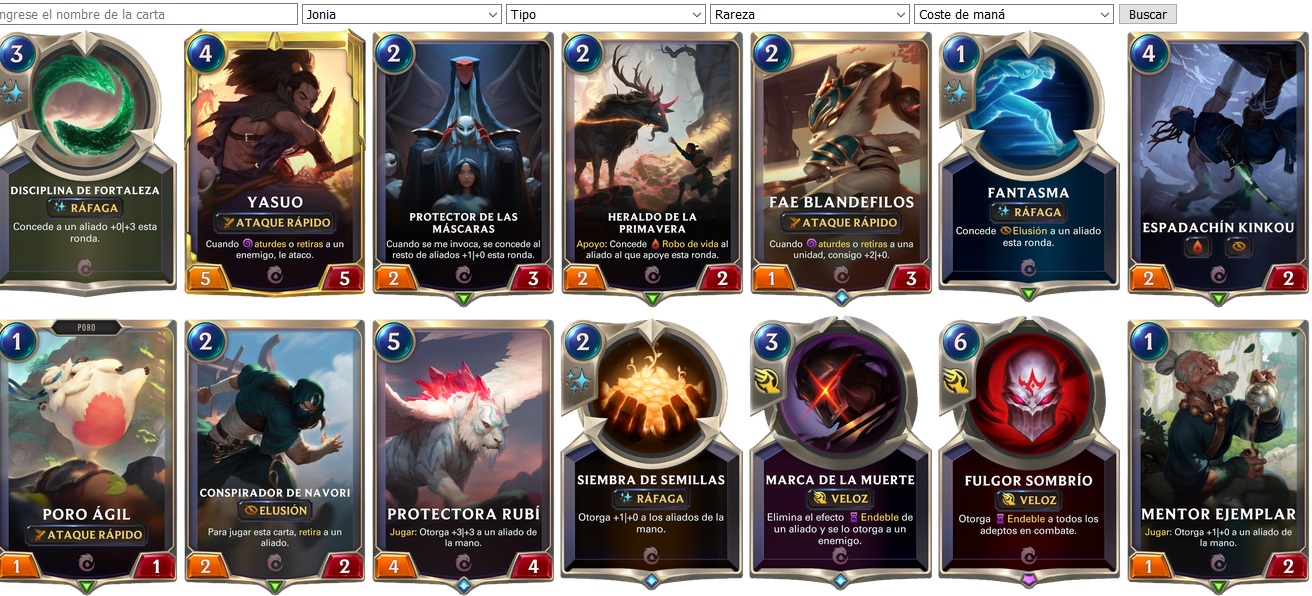 ngrese el nombre de la carta
Jonia
Tipo
Rareza
Coste de maná
Buscar
3
DISCIPLINA DE FORTALEZA
RÁFAGA
Concede a un aliado +0|+3 esta
ronda.
4
YASUO
ATAQUE RÁPIDO
Cuando aturdes o retiras a un
enemigo, le ataco.
5
5
2
PROTECTOR DE LAS
MÁSCARAS
Cuando se me invoca, se concede al
resto de aliados +1|+0 esta ronda.
2
3
2
HERALDO DE LA
PRIMAVERA
Apoyo: Concede Robo de vida al
aliado al que apoye esta ronda.
2
2
2
FAE BLANDEFILOS
ATAQUE RÁPIDO
Cuando aturdes o retiras a una
unidad, consigo +2|+0.
1
3
1
FANTASMA
RÁFAGA
Concede Elusión a un aliado
esta ronda.
4
ESPADACHÍN KINKOU
2
2
1
PORO
PORO ÁGIL
ATAQUE RÁPIDO
1
1
2
CONSPIRADOR DE NAVORI
ELUSIÓN
Para jugar esta carta, retira a un
aliado.
2
2
5
PROTECTORA RUBÍ
Jugar: Otorga +3|+3 a un aliado de
la mano.
4
4
2
SIEMBRA DE SEMILLAS
RÁFAGA
Otorga +1|+0 a los aliados de la
mano.
3
MARCA DE LA MUERTE
VELOZ
Elimina el efecto Endeble de
un aliado y se lo otorga a un
enemigo.
6
FULGOR SOMBRÍO
VELOZ
Otorga Endeble a todos los
adeptos en combate.
1
MENTOR EJEMPLAR
Jugar: Otorga +1|+0 a un aliado de
la mano.
1
2